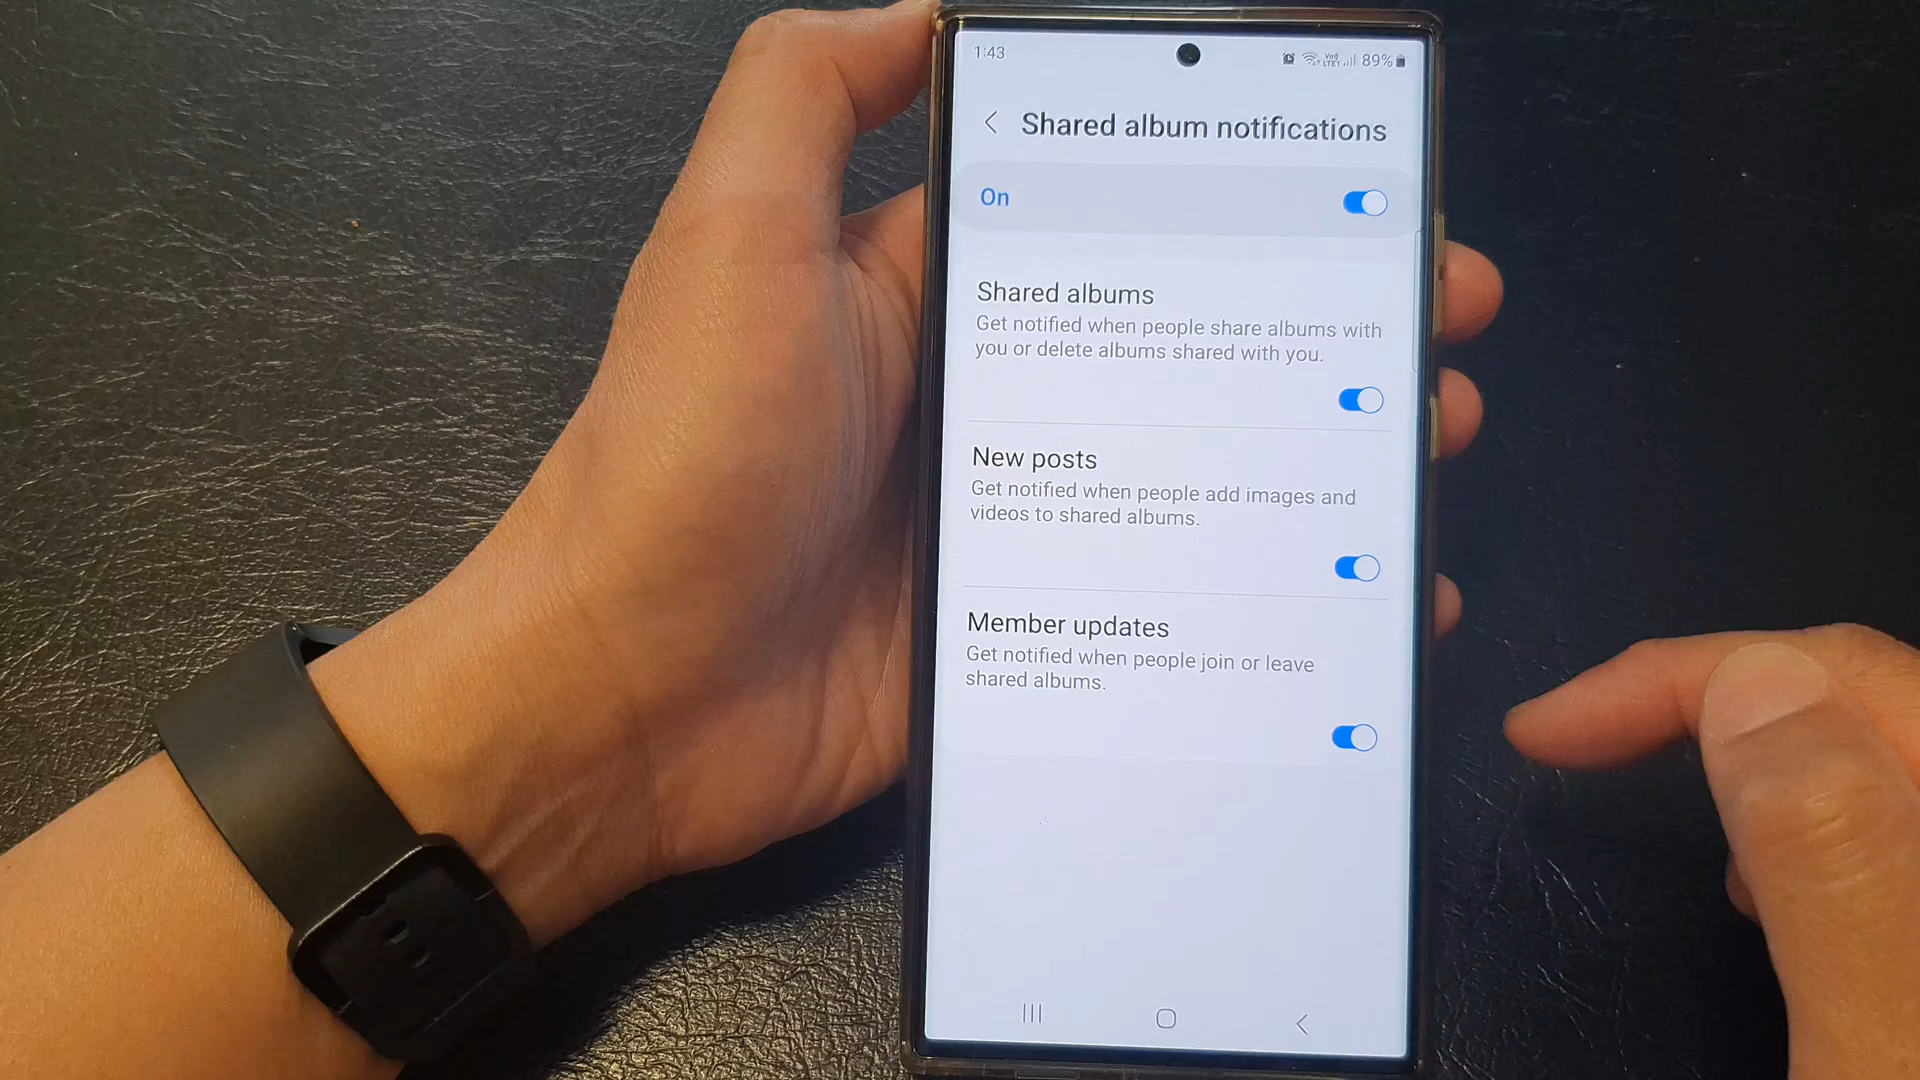 1:43
89%
Shared album notifications
On
Shared albums
Get notified when people share albums with
you or delete albums shared with you.
New posts
Get notified when people add images and
videos to shared albums.
Member updates
Get notified when people join or leave
shared albums.